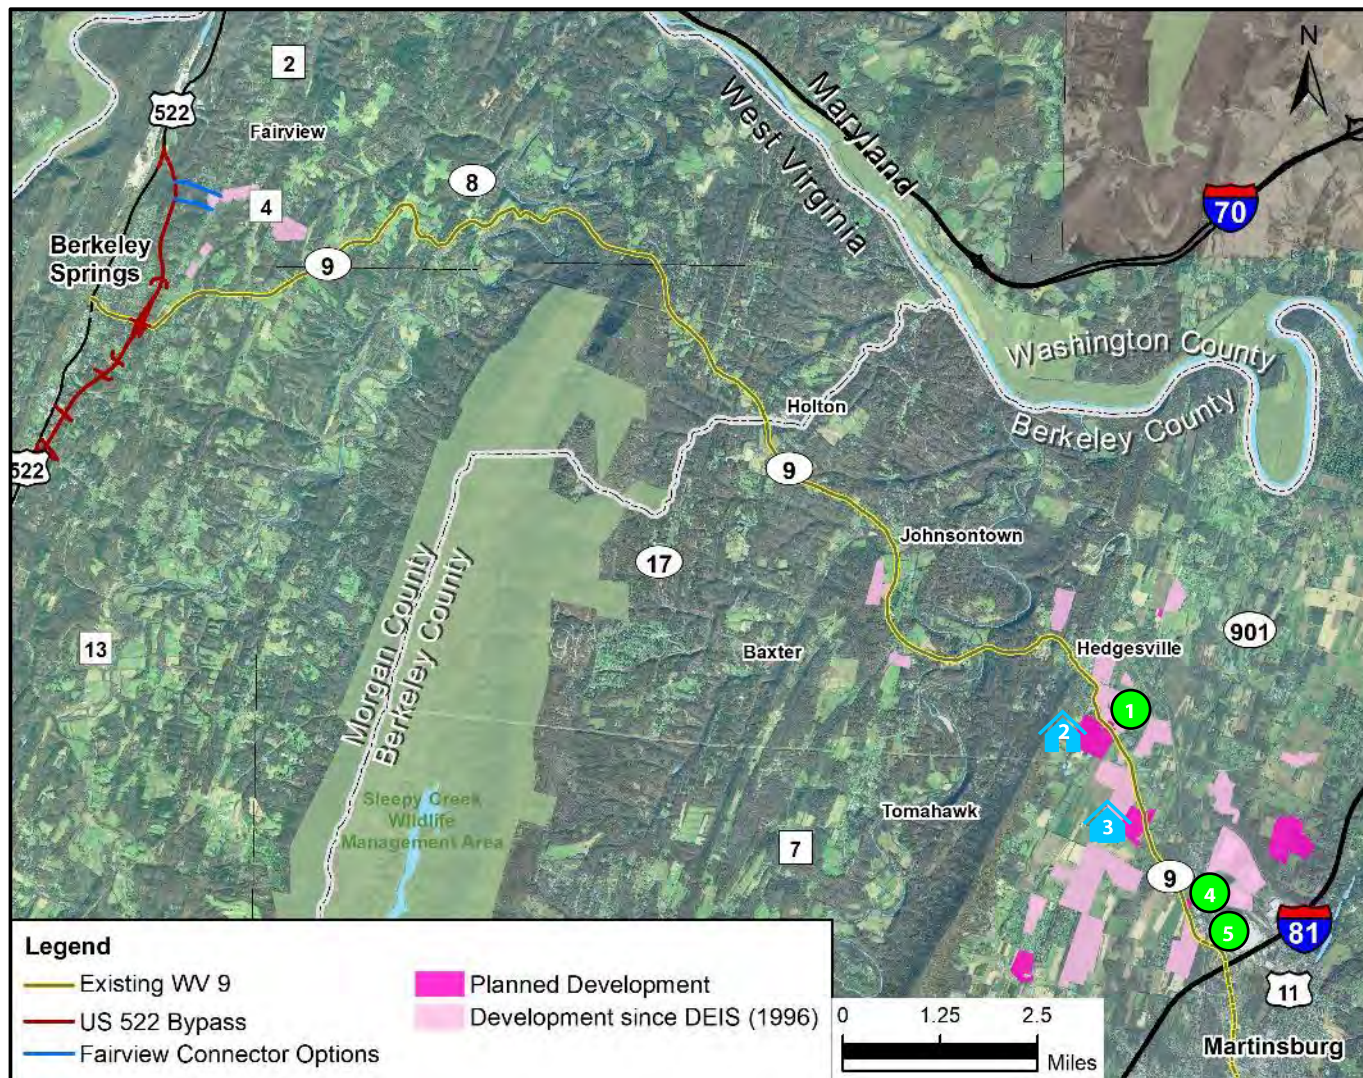 N
2
522
Fairview
Maryland
West Virginia
8
4
70
Berkeley
Springs
9
Washington County
Berkeley County
Holton
522
9
Johnsontown
17
Morgan County
Berkeley County
901
13
Baxter
Hedgesville
1
2
Sleepy Creek
Wildlife
Management Area
Tomahawk
3
7
9
4
5
81
11
Martinsburg
Legend
Existing WV 9
US 522 Bypass
Fairview Connector Options
Planned Development
Development since DEIS (1996)
0 1.25 2.5
Miles